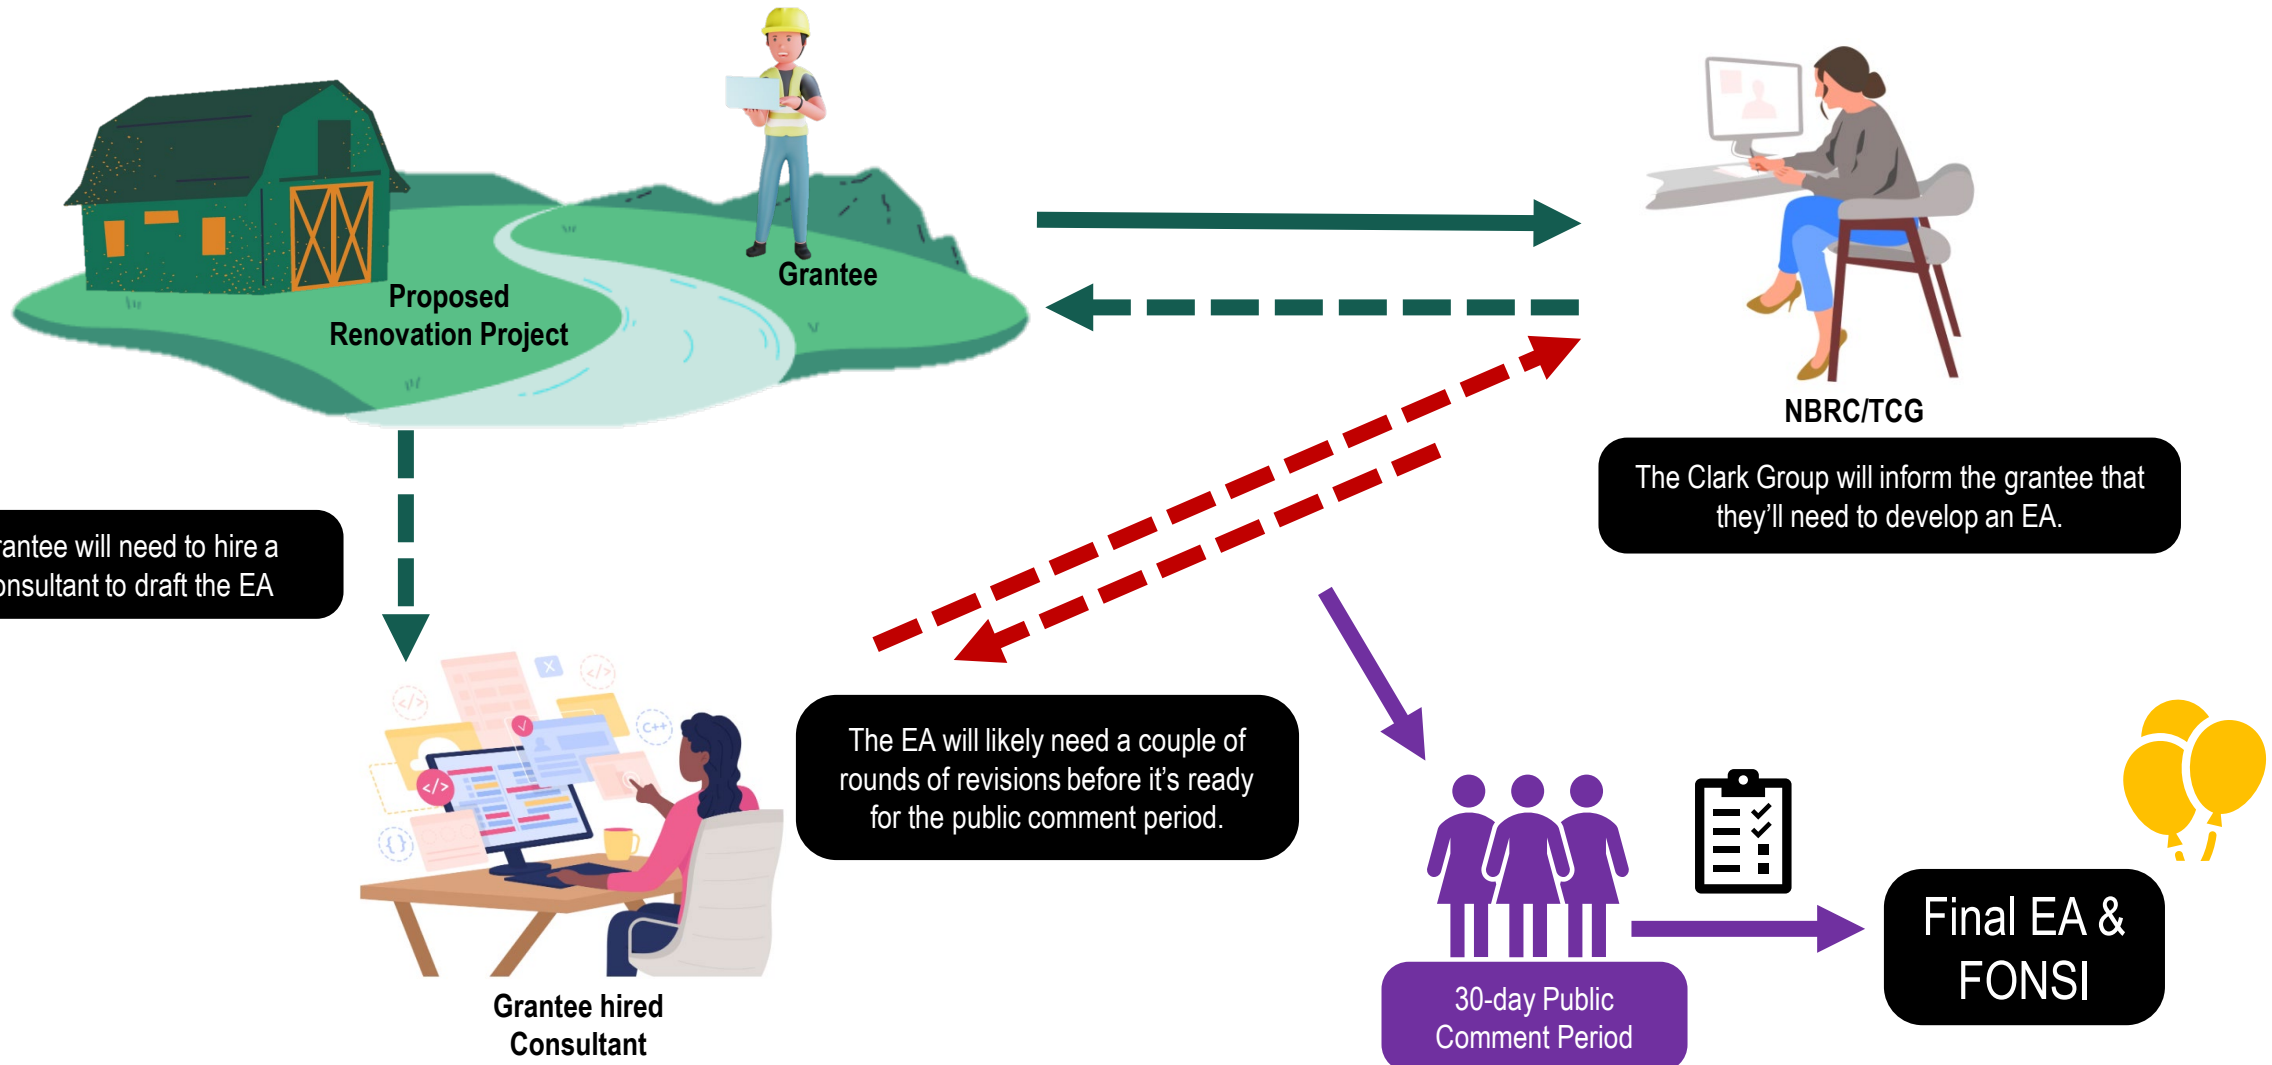 Grantee
Proposed
Renovation Project
NBRC/TCG
The Clark Group will inform the grantee that
they'll need to develop an EA.
will need to hire a
to draft the EA
The EA will likely need a couple of
rounds of revisions before it's ready
for the public comment period.
Grantee hired
Consultant
30-day Public
Comment Period
Final EA &
FONSI
X
</>
</>
</>
C++
{}